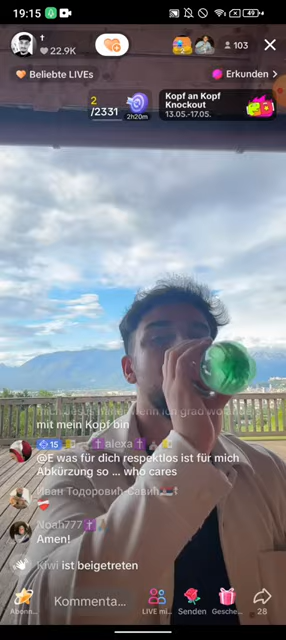 19:15
49
†
22.9K
103
Beliebte LIVEs
Erkunden >
2
/2331
2h20m
Kopf an Kopf
Knockout
13.05.-17.05.
mit mein Kopf bin
15
alexa
@E was für dich respektlos ist für mich
Abkürzung so ... who cares
Иван Тодоровић-Савић
Noah777
Amen!
Kiwi ist beigetreten
Abonn...
Kommenta...
LIVE mi...
Senden
Gesche...
28